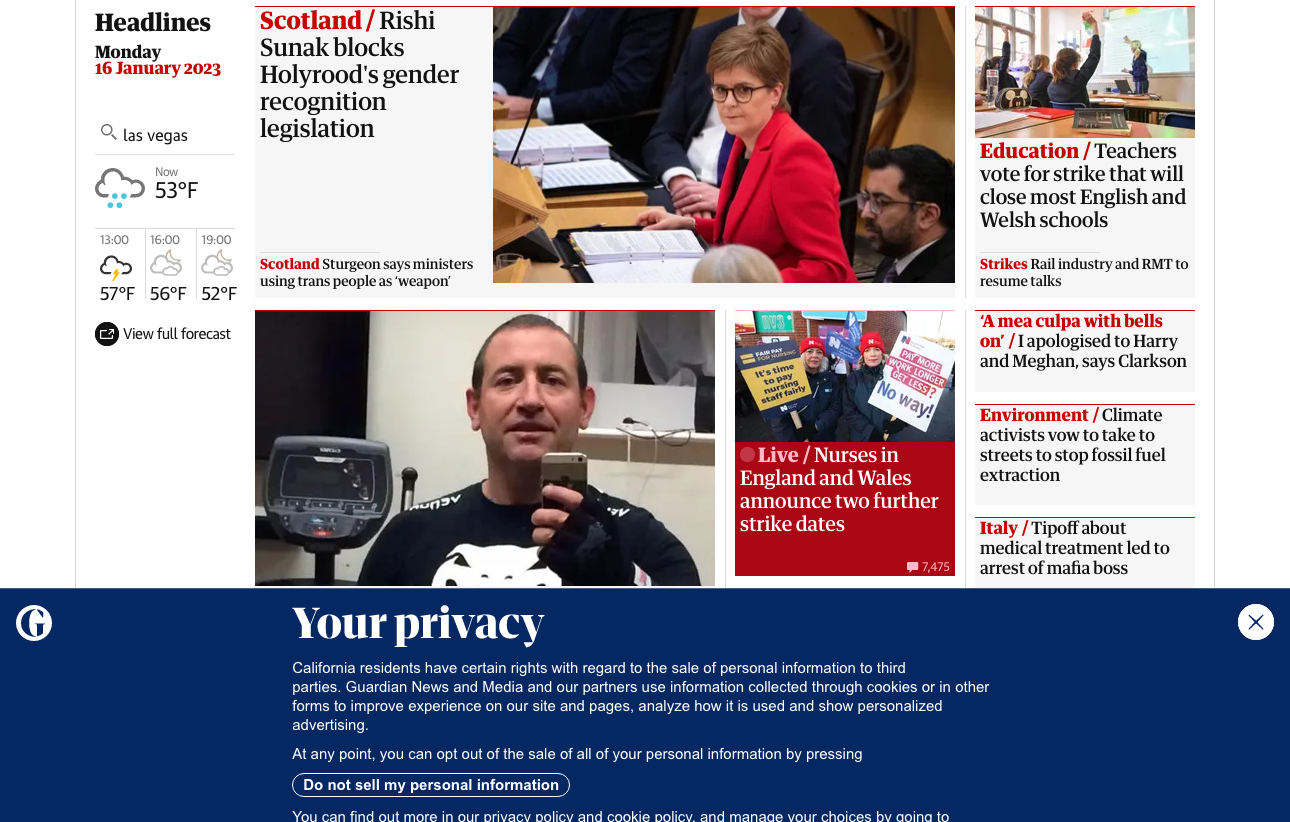 Headlines
Monday
16 January 2023
las vegas
Now
53°F
13:00
16:00
19:00
57°F
56°F
52°F
View full forecast
Scotland / Rishi
Sunak blocks
Holyrood's gender
recognition
legislation
Scotland Sturgeon says ministers
using trans people as ‘weapon’
Education / Teachers
vote for strike that will
close most English and
Welsh schools
Strikes Rail industry and RMT to
resume talks
FAIR PAY
FOR NURSING
It's time
to pay
nursing
staff fairly
PAY MORE
WORK LONGER
GET LESS?
No way!
Live / Nurses in
England and Wales
announce two further
strike dates
7,475
‘A mea culpa with bells
on’ / I apologised to Harry
and Meghan, says Clarkson
Environment / Climate
activists vow to take to
streets to stop fossil fuel
extraction
Italy / Tipoff about
medical treatment led to
arrest of mafia boss
G
Your privacy
California residents have certain rights with regard to the sale of personal information to third
parties. Guardian News and Media and our partners use information collected through cookies or in other
forms to improve experience on our site and pages, analyze how it is used and show personalized
advertising.
At any point, you can opt out of the sale of all of your personal information by pressing
Do not sell my personal information
You can find out more in our privacy policy and cookie policy, and manage your choices by going to